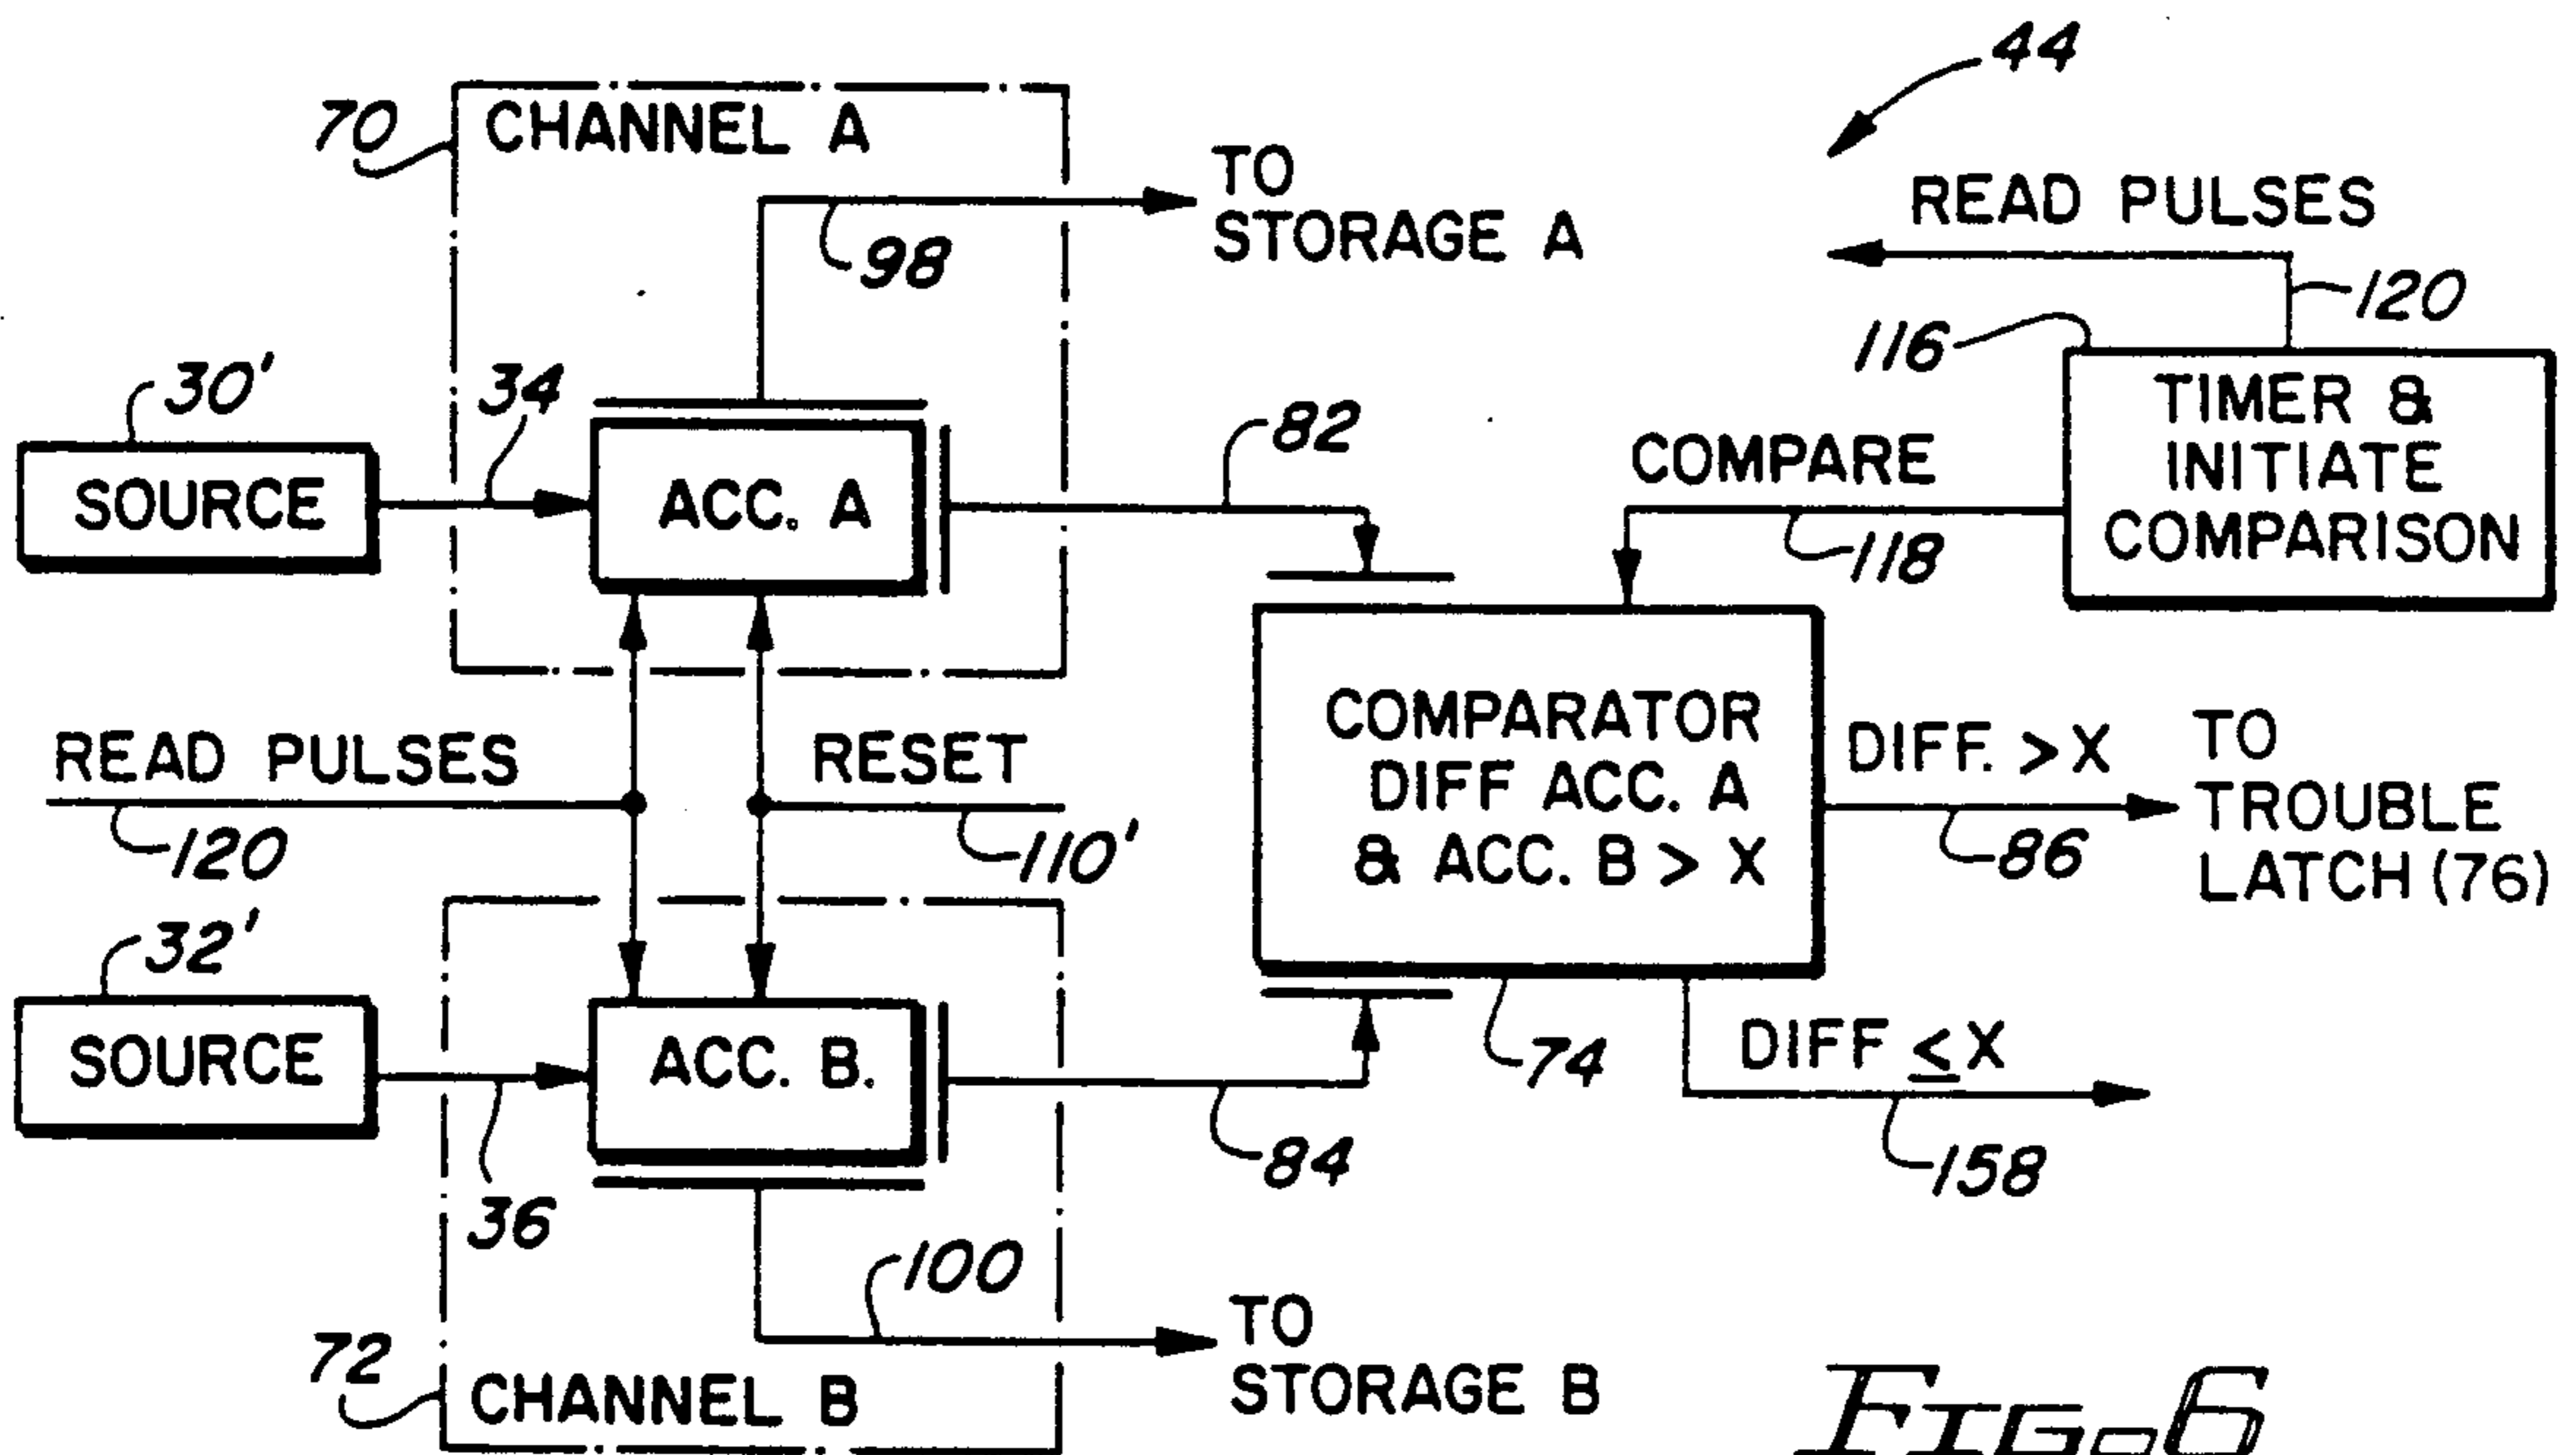 44
70
CHANNEL A
TO
STORAGE A
98
READ PULSES
120
116
30'
34
82
TIMER &
INITIATE
COMPARISON
SOURCE
ACC. A
COMPARE
118
READ PULSES
120
RESET
110'
COMPARATOR
DIFF ACC. A
& ACC. B > X
DIFF. > X
86
TO
TROUBLE
LATCH (76)
32'
SOURCE
36
ACC. B.
84
74
DIFF ≤ X
158
100
72
CHANNEL B
TO
STORAGE B
FIG. 6